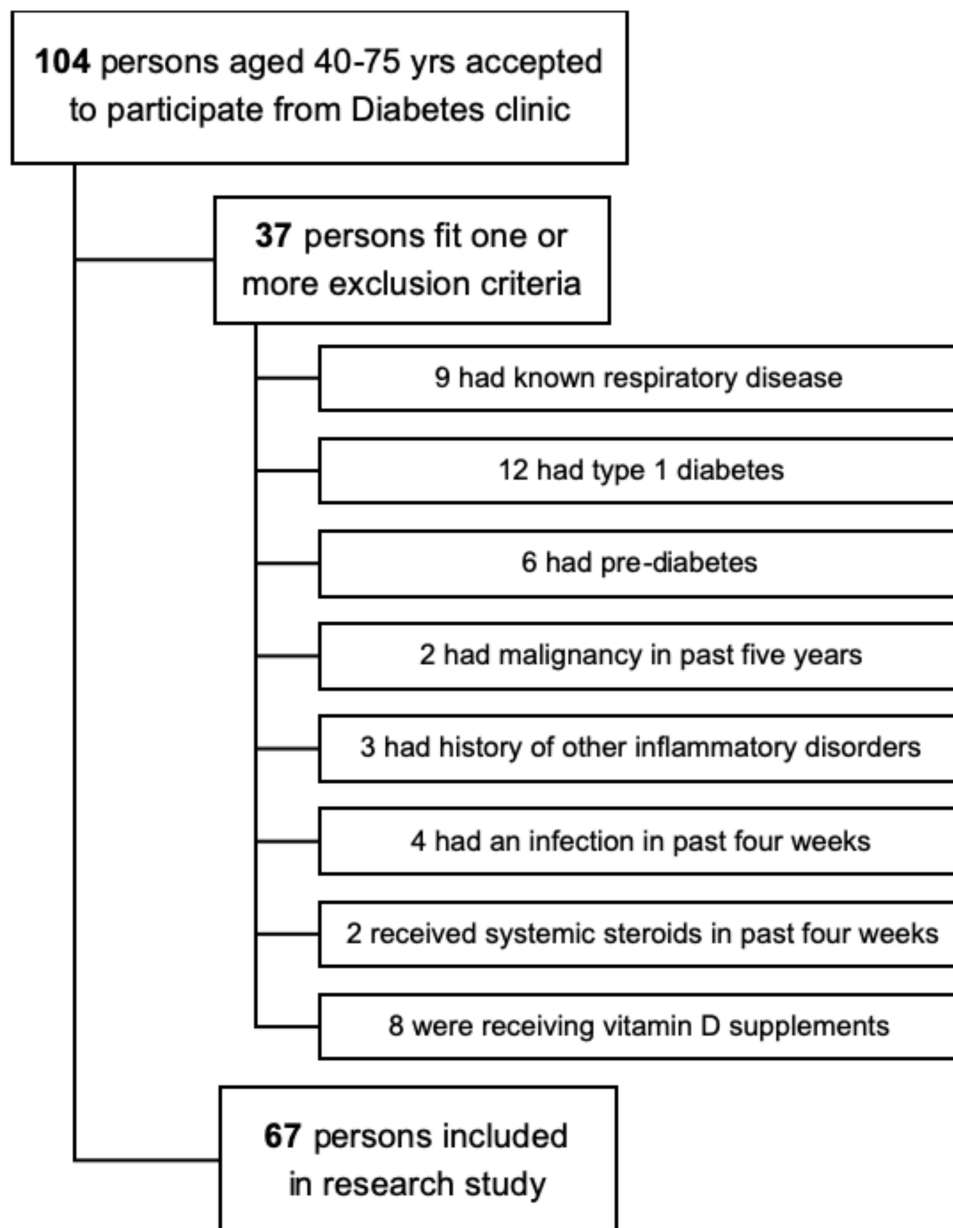 104 persons aged 40-75 yrs accepted
to participate from Diabetes clinic
37 persons fit one or
more exclusion criteria
9 had known respiratory disease
12 had type 1 diabetes
6 had pre-diabetes
2 had malignancy in past five years
3 had history of other inflammatory disorders
4 had an infection in past four weeks
2 received systemic steroids in past four weeks
8 were receiving vitamin D supplements
67 persons included
in research study